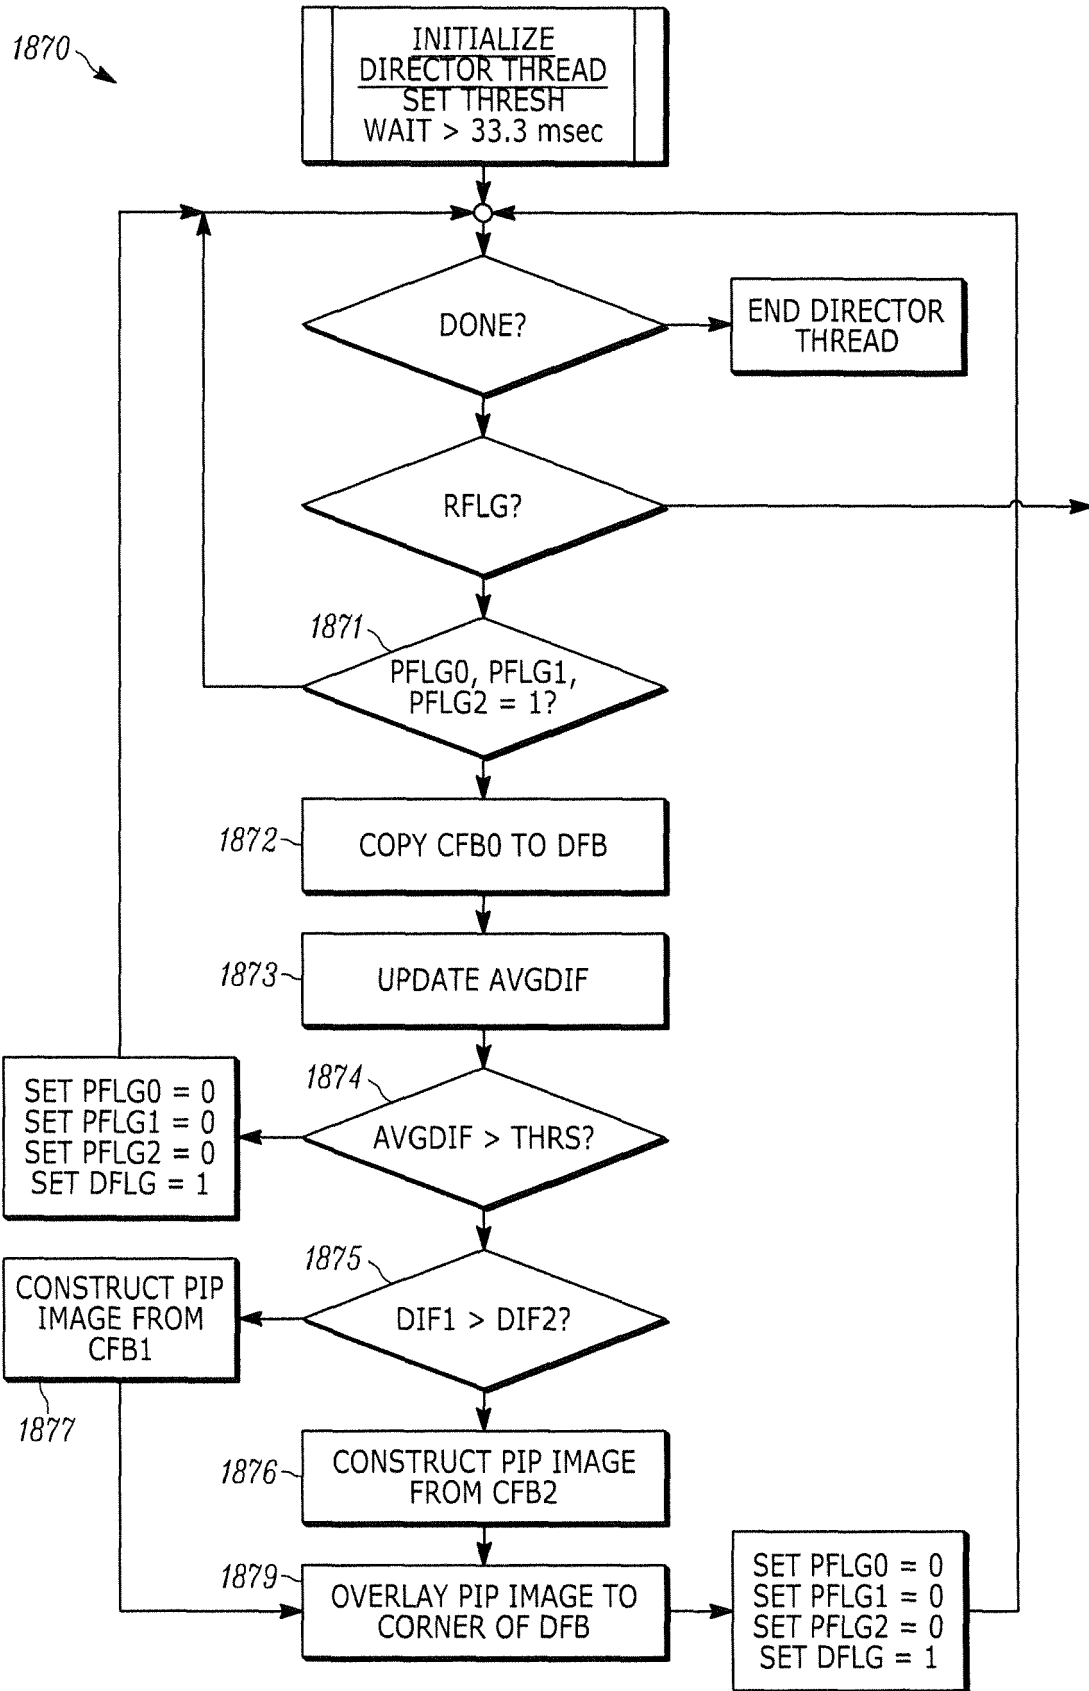 1870
INITIALIZE
DIRECTOR THREAD
SET THRESH
WAIT > 33.3 msec
DONE?
END DIRECTOR
THREAD
RFLG?
1871
PFLG0, PFLG1,
PFLG2 = 1?
1872
COPY CFB0 TO DFB
1873
UPDATE AVGDIF
SET PFLG0 = 0
SET PFLG1 = 0
SET PFLG2 = 0
SET DFLG = 1
1874
AVGDIF > THRS?
1875
DIF1 > DIF2?
CONSTRUCT PIP
IMAGE FROM
CFB1
1877
1876
CONSTRUCT PIP IMAGE
FROM CFB2
1879
OVERLAY PIP IMAGE TO
CORNER OF DFB
SET PFLG0 = 0
SET PFLG1 = 0
SET PFLG2 = 0
SET DFLG = 1